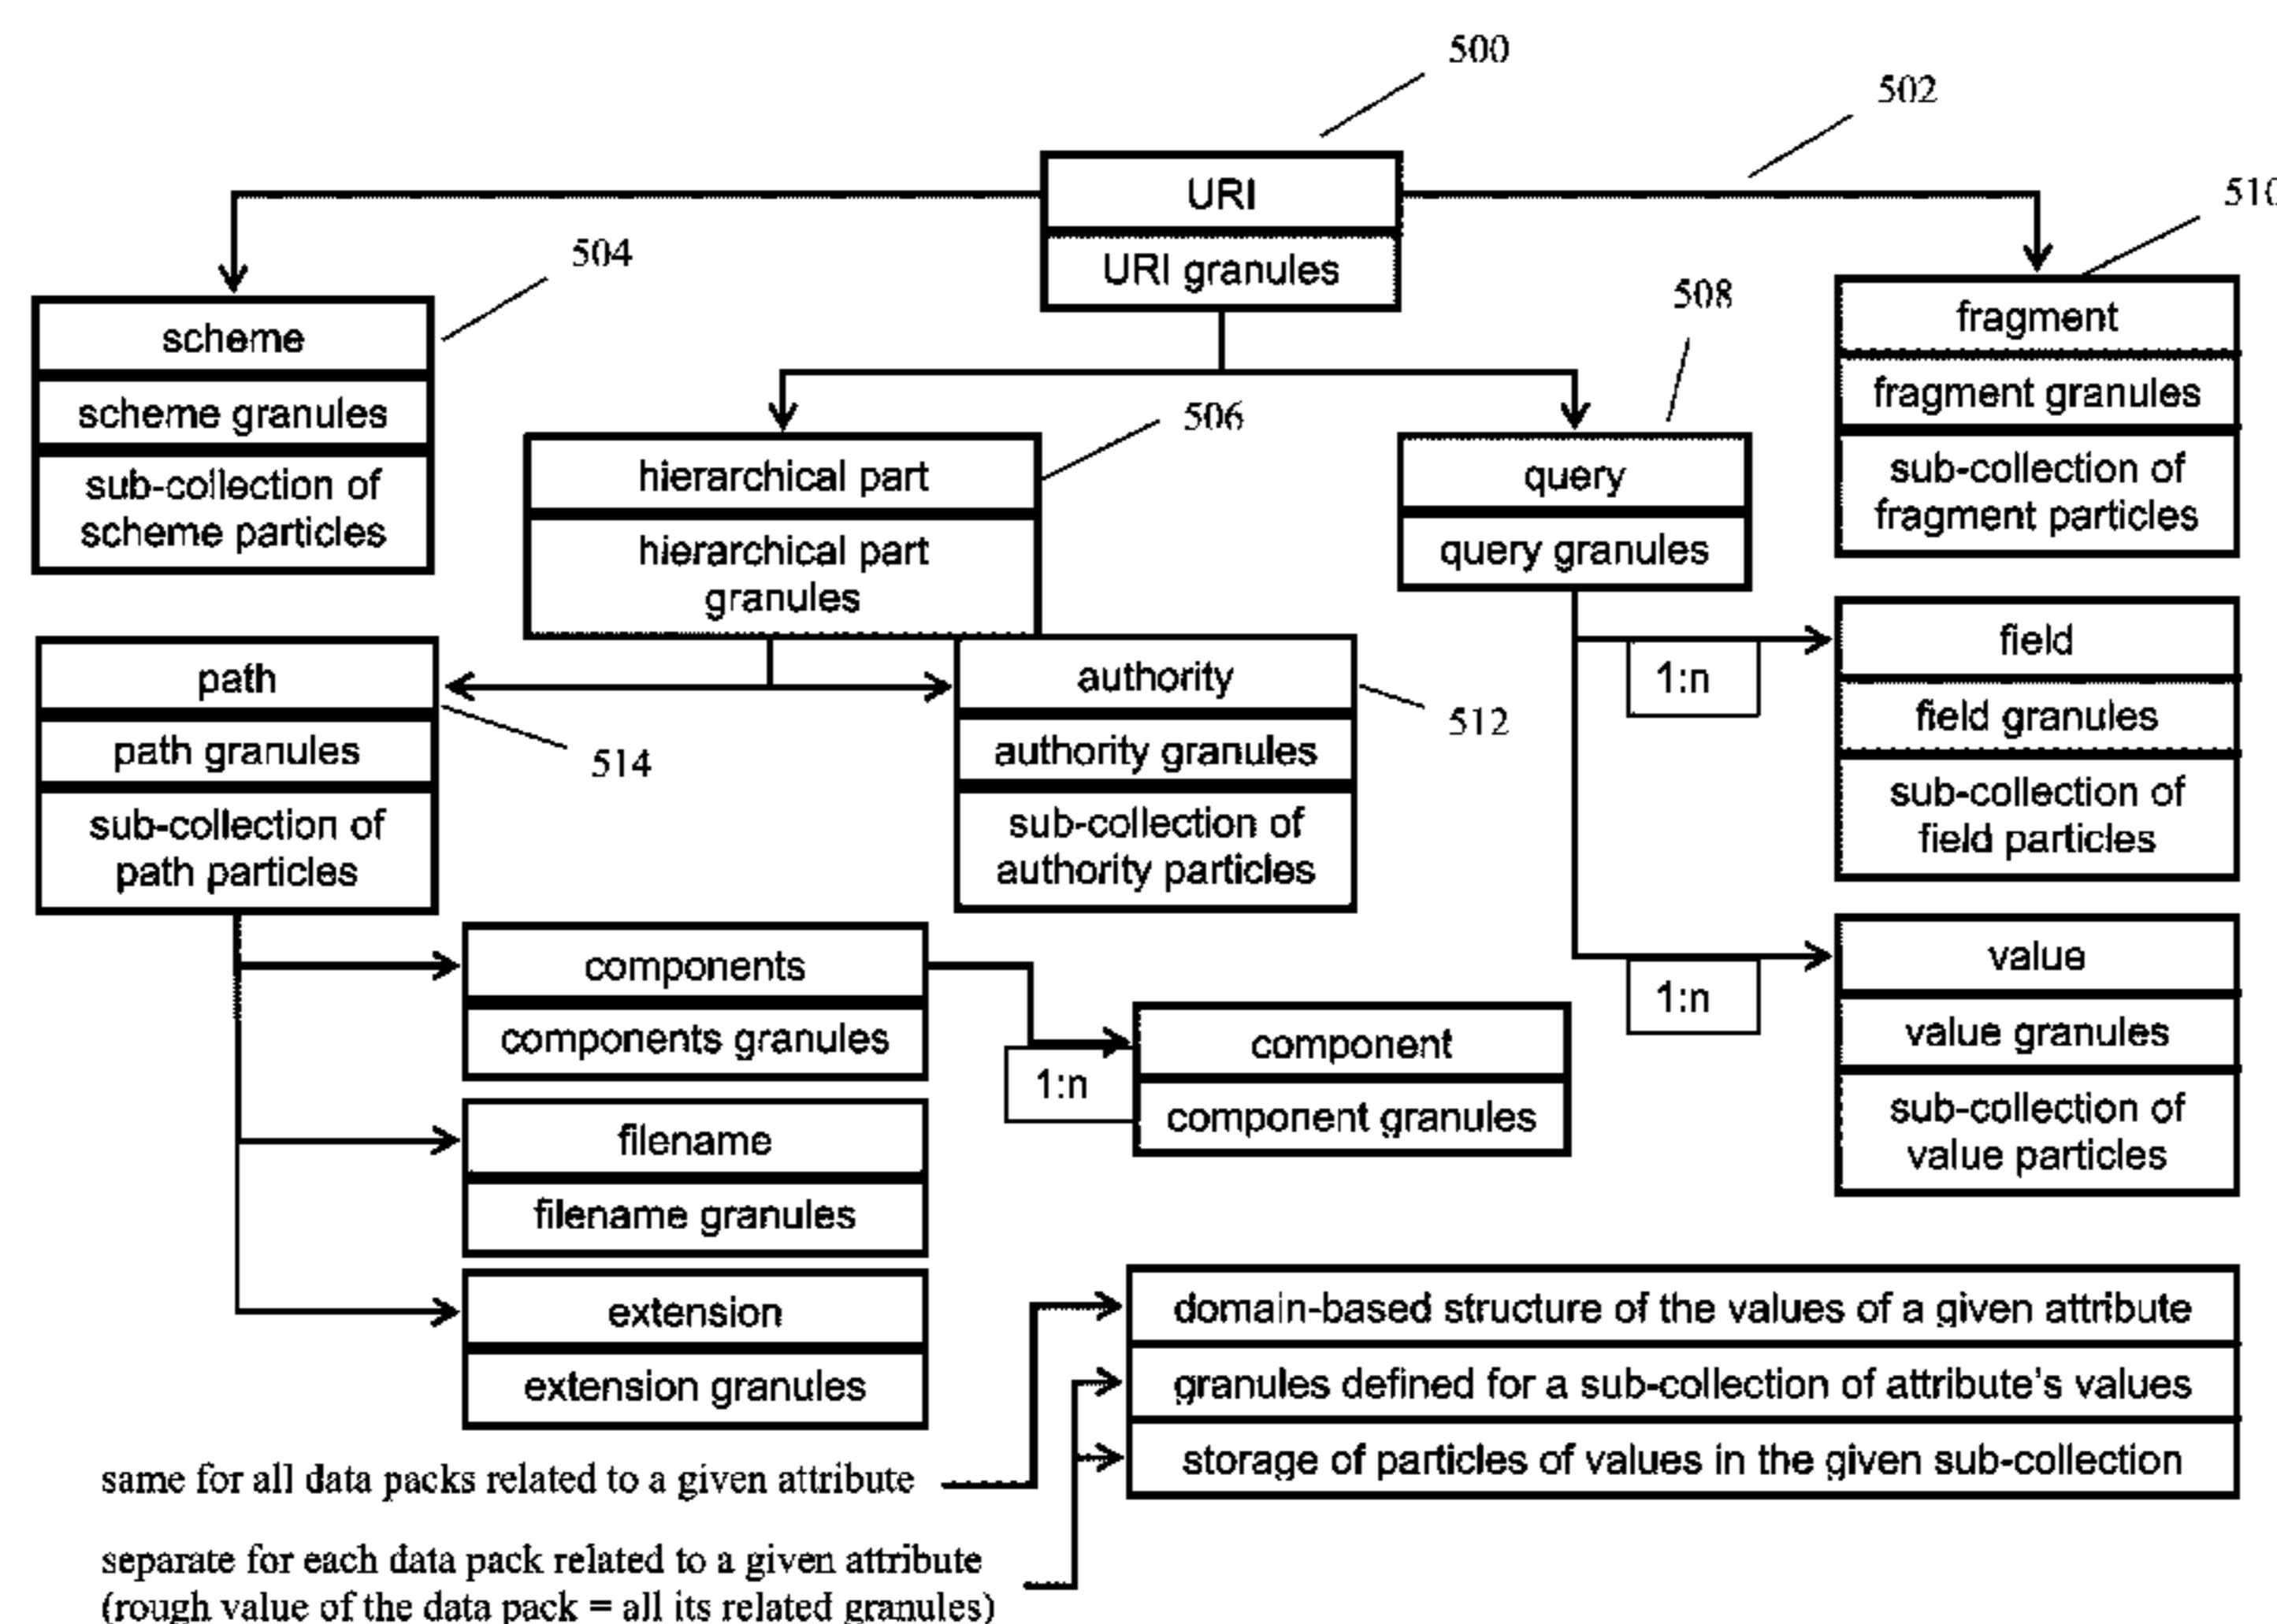 500
502
URI
URI granules
510
504
scheme
scheme granules
sub-collection of
scheme particles
506
hierarchical part
hierarchical part
granules
508
query
query granules
fragment
fragment granules
sub-collection of
fragment particles
path
path granules
sub-collection of
path particles
514
authority
authority granules
sub-collection of
authority particles
512
1:n
field
field granules
sub-collection of
field particles
1:n
value
value granules
sub-collection of
value particles
components
components granules
1:n
component
component granules
filename
filename granules
extension
extension granules
domain-based structure of the values of a given attribute
granules defined for a sub-collection of attribute's values
storage of particles of values in the given sub-collection
same for all data packs related to a given attribute
separate for each data pack related to a given attribute
(rough value of the data pack = all its related granules)